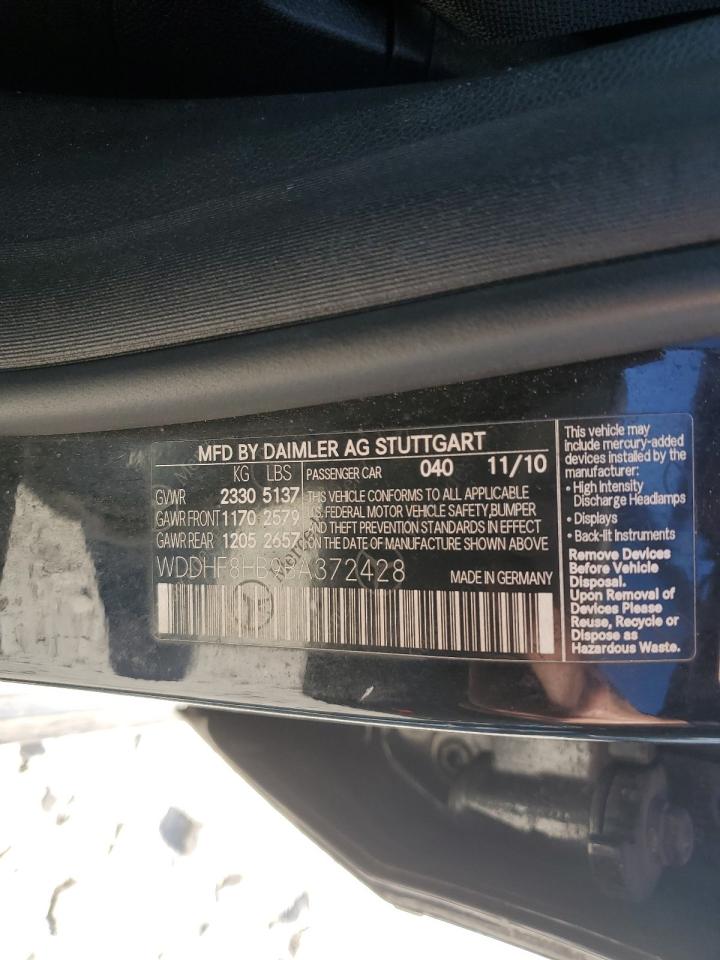 MFD BY DAIMLER AG STUTTGART
KG LBS PASSENGER CAR 040 11/10
GVWR 2330 5137
GAWR FRONT 1170 2579
GAWR REAR 1205 2657
THIS VEHICLE CONFORMS TO ALL APPLICABLE
U.S. FEDERAL MOTOR VEHICLE SAFETY,BUMPER
AND THEFT PREVENTION STANDARDS IN EFFECT
ON THE DATE OF MANUFACTURE SHOWN ABOVE
WDDHF8HB9BA372428 MADE IN GERMANY
This vehicle may
include mercury-added
devices installed by the
manufacturer:
• High Intensity
Discharge Headlamps
• Displays
• Back-lit Instruments
Remove Devices
Before Vehicle
Disposal.
Upon Removal of
Devices Please
Reuse, Recycle or
Dispose as
Hazardous Waste.